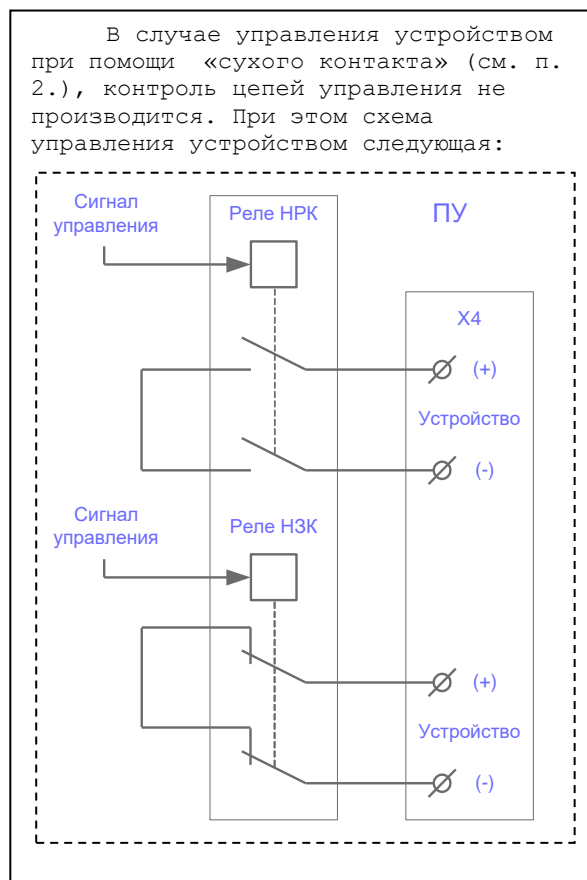 В случае управления устройством
при помощи «сухого контакта» (см. п.
2.), контроль цепей управления не
производится. При этом схема
управления устройством следующая:
Сигнал
управления
Реле НРК
ПУ
X4
(+)
Устройство
(-)
Сигнал
управления
Реле НЗК
(+)
Устройство
(-)